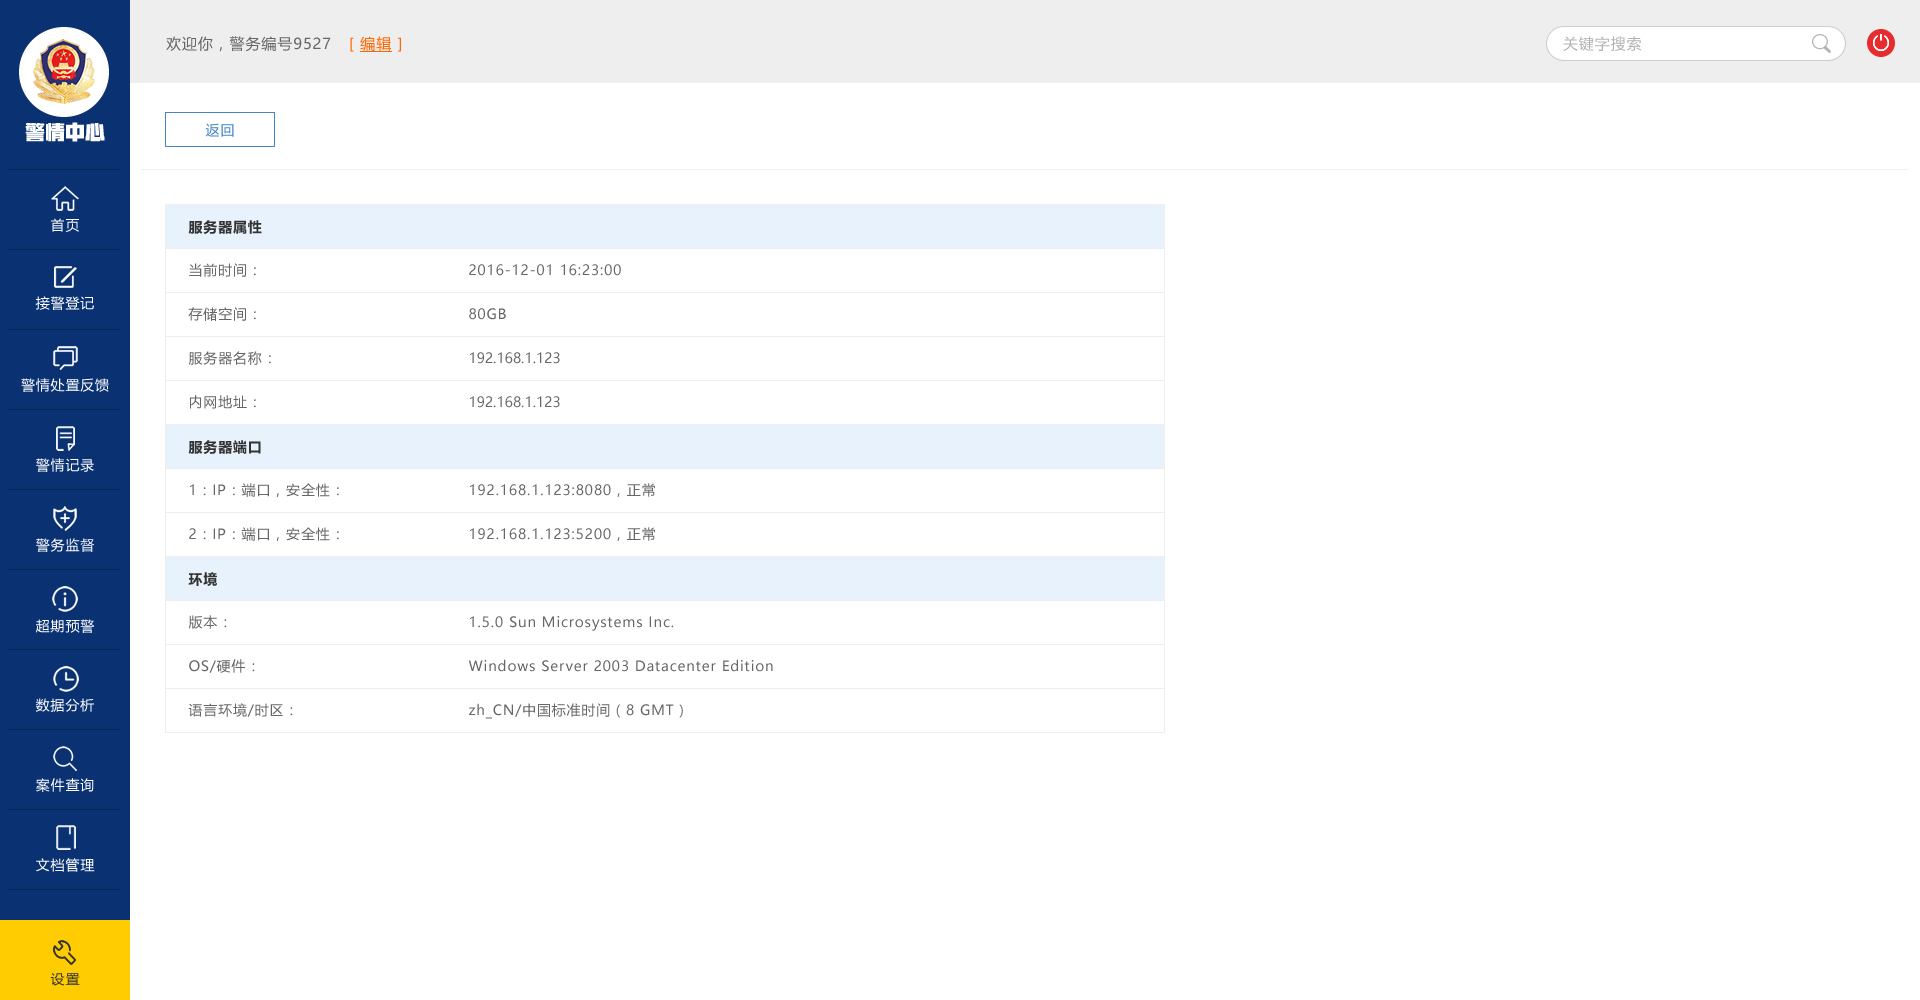 欢迎你，警务编号9527 [ 编辑 ]
关键字搜索
警情中心
首页
接警登记
警情处置反馈
警情记录
警务监督
超期预警
数据分析
案件查询
文档管理
设置
返回
服务器属性
当前时间： 2016-12-01 16:23:00
存储空间： 80GB
服务器名称： 192.168.1.123
内网地址： 192.168.1.123
服务器端口
1：IP：端口，安全性： 192.168.1.123:8080，正常
2：IP：端口，安全性： 192.168.1.123:5200，正常
环境
版本： 1.5.0 Sun Microsystems Inc.
OS/硬件： Windows Server 2003 Datacenter Edition
语言环境/时区： zh_CN/中国标准时间（8 GMT）